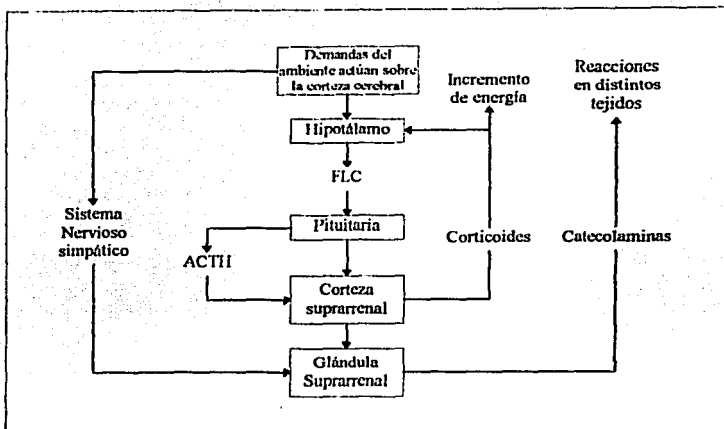 Demandas del
ambiente actúan sobre
la corteza cerebral
Incremento
de energía
Reacciones
en distintos
tejidos
Hipotálamo
FLC
Sistema
Nervioso
simpático
Pituitaria
ACTH
Corticoides
Catecolaminas
Corteza
suprarrenal
Glándula
Suprarrenal